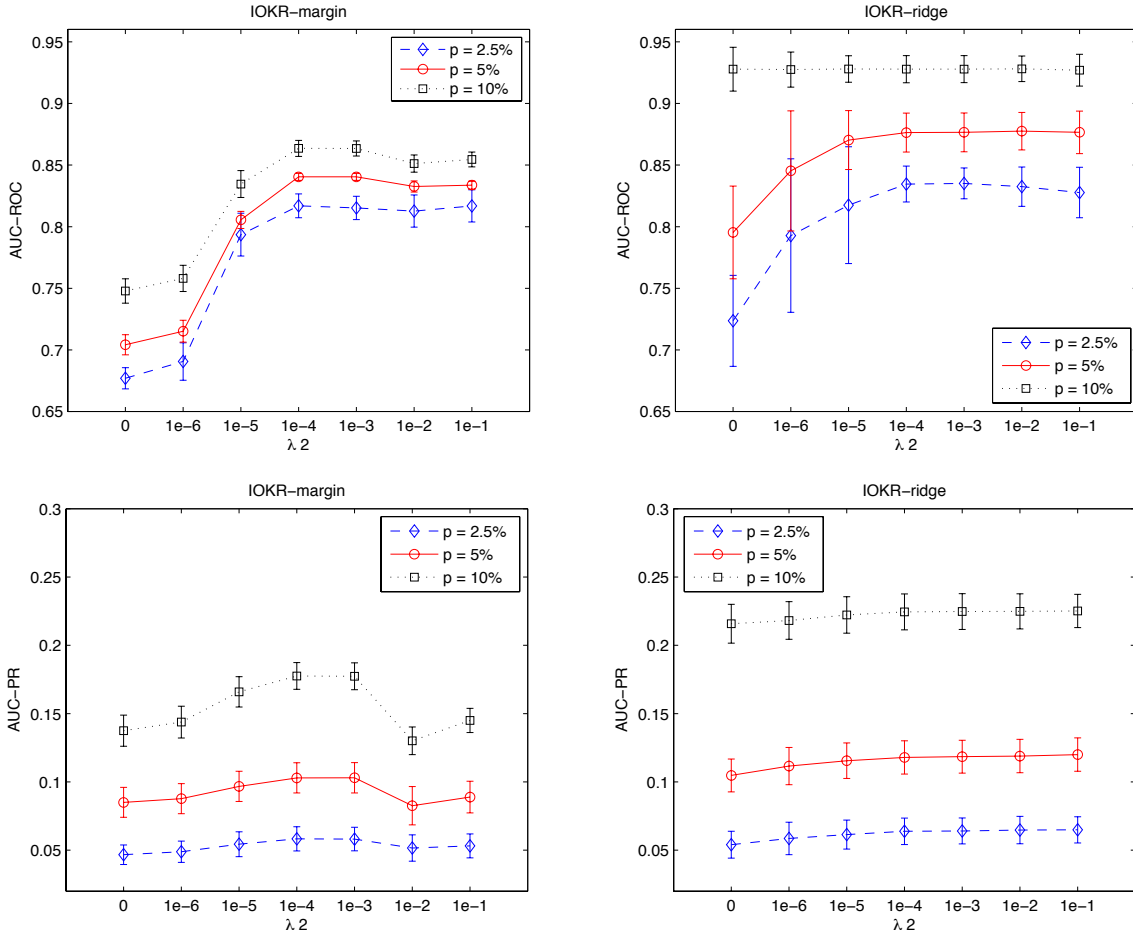 IOKR−margin
0.95
0.9
0.85
0.8
0.75
0.7
0.65
AUC−ROC
p = 2.5%
p = 5%
p = 10%
0 1e−6 1e−5 1e−4 1e−3 1e−2 1e−1
λ 2
IOKR−ridge
0.95
0.9
0.85
0.8
0.75
0.7
0.65
AUC−ROC
p = 2.5%
p = 5%
p = 10%
0 1e−6 1e−5 1e−4 1e−3 1e−2 1e−1
λ 2
IOKR−margin
0.3
0.25
0.2
0.15
0.1
0.05
AUC−PR
p = 2.5%
p = 5%
p = 10%
0 1e−6 1e−5 1e−4 1e−3 1e−2 1e−1
λ 2
IOKR−ridge
0.3
0.25
0.2
0.15
0.1
0.05
AUC−PR
p = 2.5%
p = 5%
p = 10%
0 1e−6 1e−5 1e−4 1e−3 1e−2 1e−1
λ 2